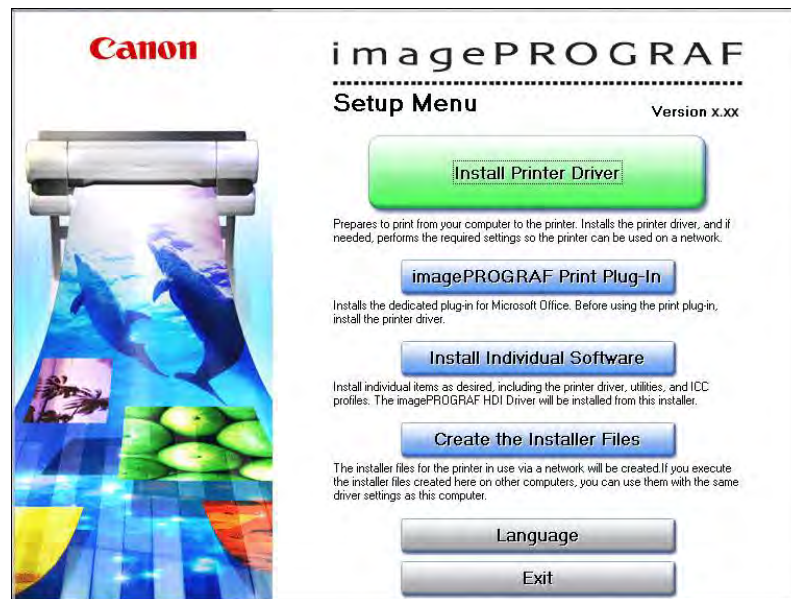 Canon
imagePROGRAF
Setup Menu
Version x.xx
Install Printer Driver
Prepares to print from your computer to the printer. Installs the printer driver, and if
needed, performs the required settings so the printer can be used on a network.
imagePROGRAF Print Plug-In
Installs the dedicated plug-in for Microsoft Office. Before using the print plug-in,
install the printer driver.
Install Individual Software
Install individual items as desired, including the printer driver, utilities, and ICC
profiles. The imagePROGRAF HDI Driver will be installed from this installer.
Create the Installer Files
The installer files for the printer in use via a network will be created.If you execute
the installer files created here on other computers, you can use them with the same
driver settings as this computer.
Language
Exit